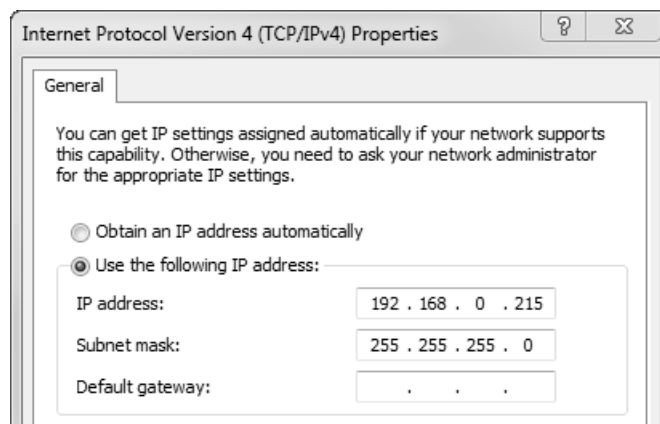 Internet Protocol Version 4 (TCP/IPv4) Properties
General
You can get IP settings assigned automatically if your network supports
this capability. Otherwise, you need to ask your network administrator
for the appropriate IP settings.
Obtain an IP address automatically
Use the following IP address:
IP address: 192 . 168 . 0 . 215
Subnet mask: 255 . 255 . 255 . 0
Default gateway: . . .